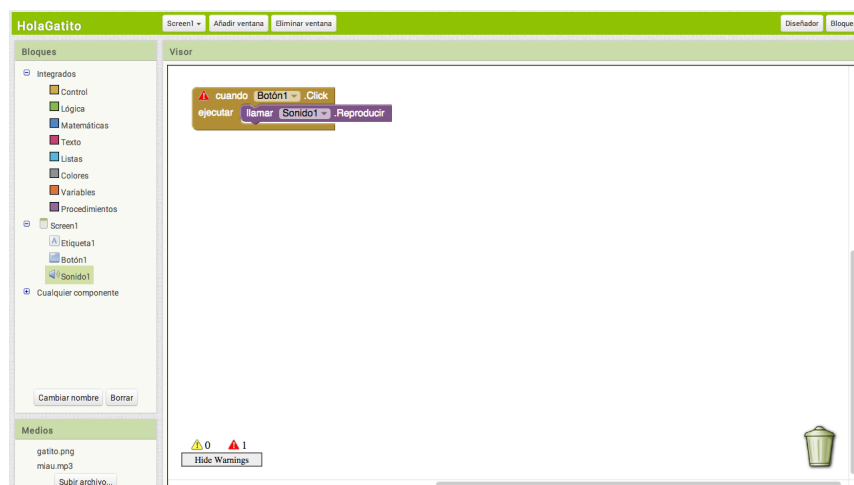 HolaGatito
Screen1
Añadir ventana
Eliminar ventana
Diseñador
Bloque
Bloques
Visor
Integrados
Control
Lógica
Matemáticas
Texto
Listas
Colores
Variables
Procedimientos
Screen1
Etiqueta1
Botón1
Sonido1
Cualquier componente
Cambiar nombre
Borrar
Medios
gatito.png
miau.mp3
Subir archivo...
cuando Botón1 .Click
ejecutar llamar Sonido1 .Reproducir
0 1
Hide Warnings